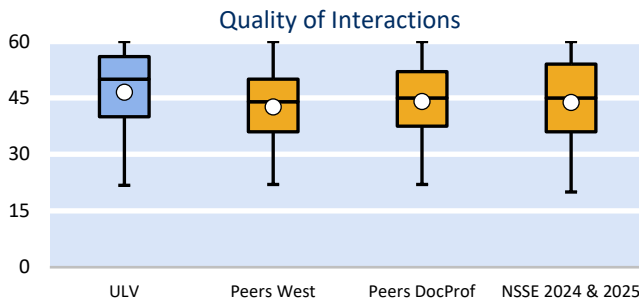 Quality of Interactions
60
45
30
15
0
ULV
Peers West
Peers DocProf
NSSE 2024 & 2025